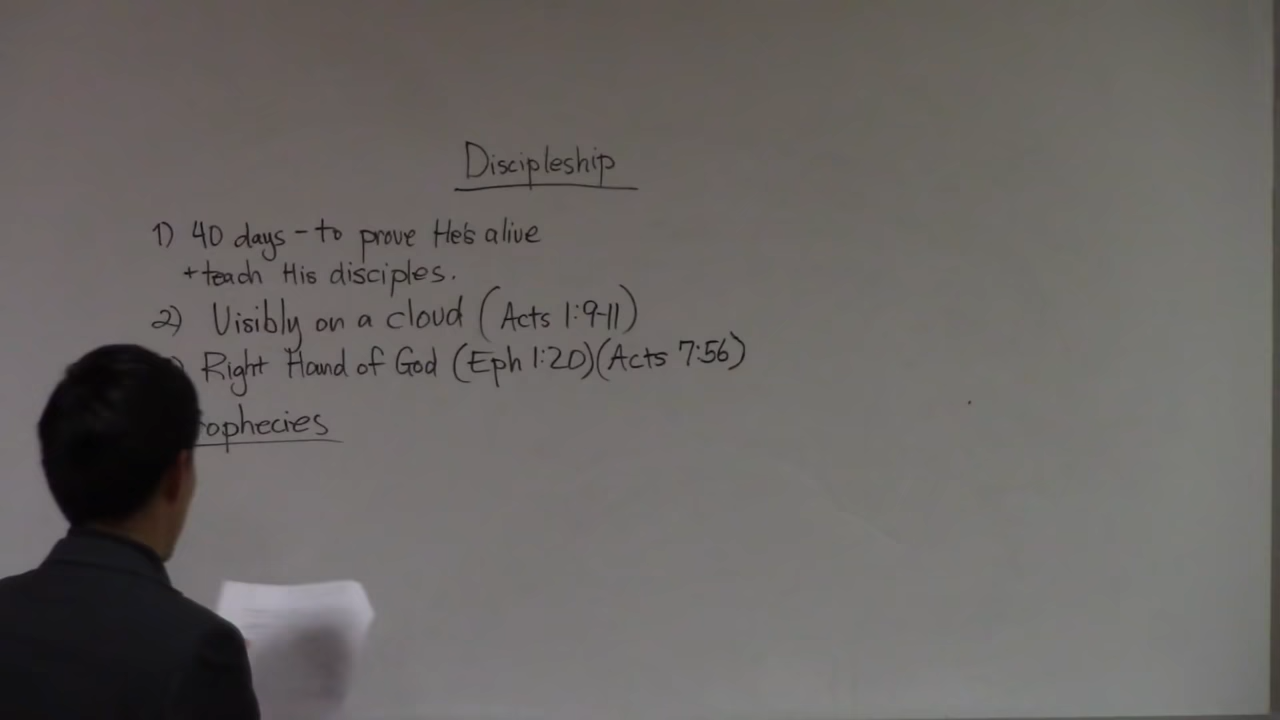 Discipleship
1) 40 days - to prove He's alive
+ teach His disciples.
2) Visibly on a cloud (Acts 1:9-11)
Right Hand of God (Eph 1:20)(Acts 7:56)
rophecies